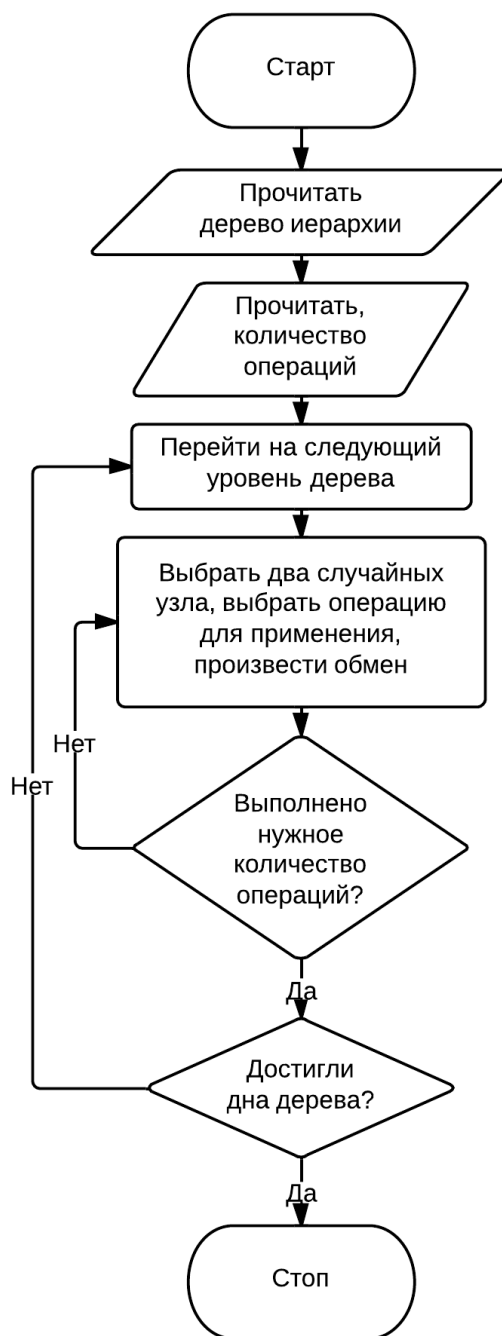 Старт
Прочитать
дерево иерархии
Прочитать,
количество
операций
Перейти на следующий
уровень дерева
Выбрать два случайных
узла, выбрать операцию
для применения,
произвести обмен
Нет
Нет
Выполнено
нужное
количество
операций?
Да
Достигли
дна дерева?
Да
Стоп